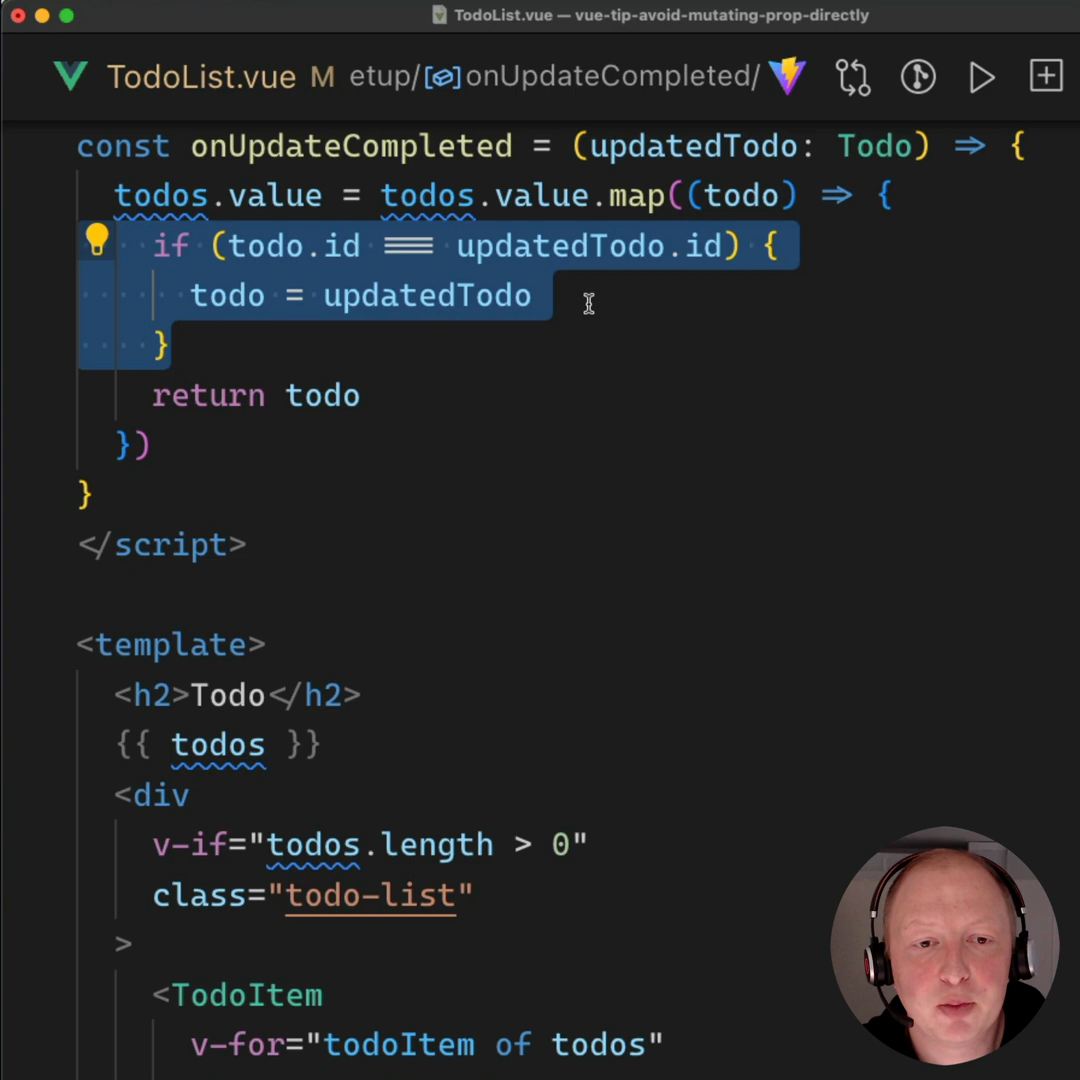 TodoList.vue — vue-tip-avoid-mutating-prop-directly
TodoList.vue M etup/onUpdateCompleted/
const onUpdateCompleted = (updatedTodo: Todo) => {
todos.value = todos.value.map((todo) => {
if (todo.id === updatedTodo.id) {
todo = updatedTodo
}
return todo
})
}
</script>
<template>
<h2>Todo</h2>
{{ todos }}
<div
v-if="todos.length > 0"
class="todo-list"
>
<TodoItem
v-for="todoItem of todos"